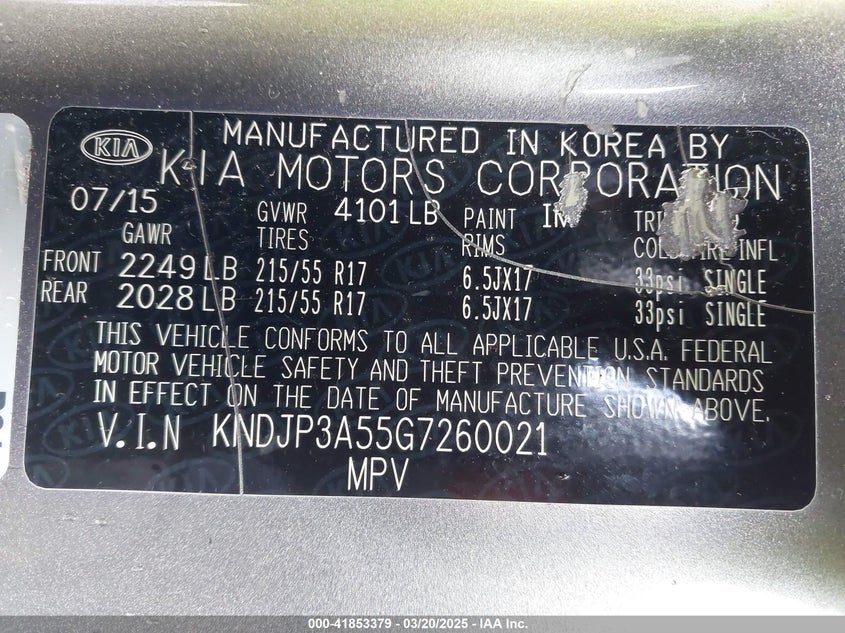 KIA
MANUFACTURED IN KOREA BY
KIA MOTORS CORPORATION
07/15 GVWR 4101 LB PAINT
GAWR TIRES RIMS COLD TIRE INFL
FRONT 2249 LB 215/55 R17 6.5JX17 33psi SINGLE
REAR 2028 LB 215/55 R17 6.5JX17 33psi SINGLE
THIS VEHICLE CONFORMS TO ALL APPLICABLE U.S.A. FEDERAL
MOTOR VEHICLE SAFETY AND THEFT PREVENTION STANDARDS
IN EFFECT ON THE DATE OF MANUFACTURE SHOWN ABOVE.
V.I.N KNDJP3A55G7260021
MPV
000-41853379 - 03/20/2025 - IAA Inc.